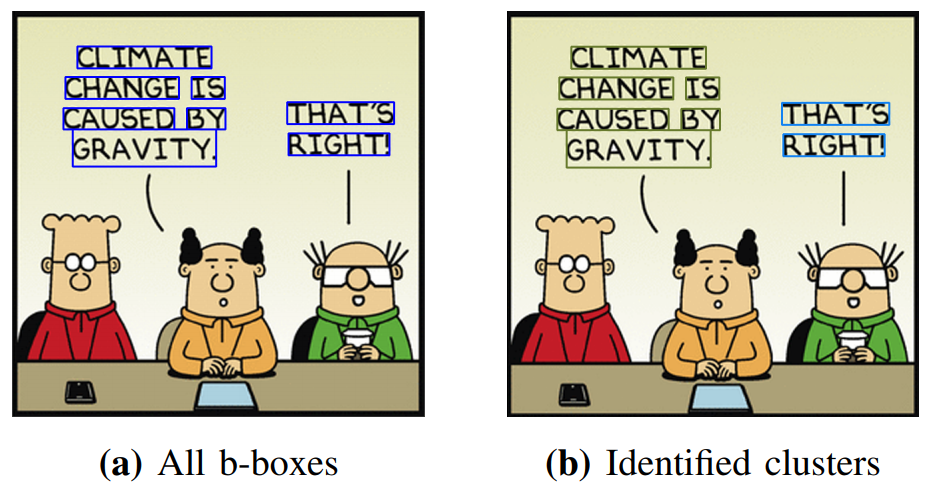 CLIMATE
CHANGE IS
CAUSED BY
GRAVITY.
THAT'S
RIGHT!
(a) All b-boxes
CLIMATE
CHANGE IS
CAUSED BY
GRAVITY.
THAT'S
RIGHT!
(b) Identified clusters